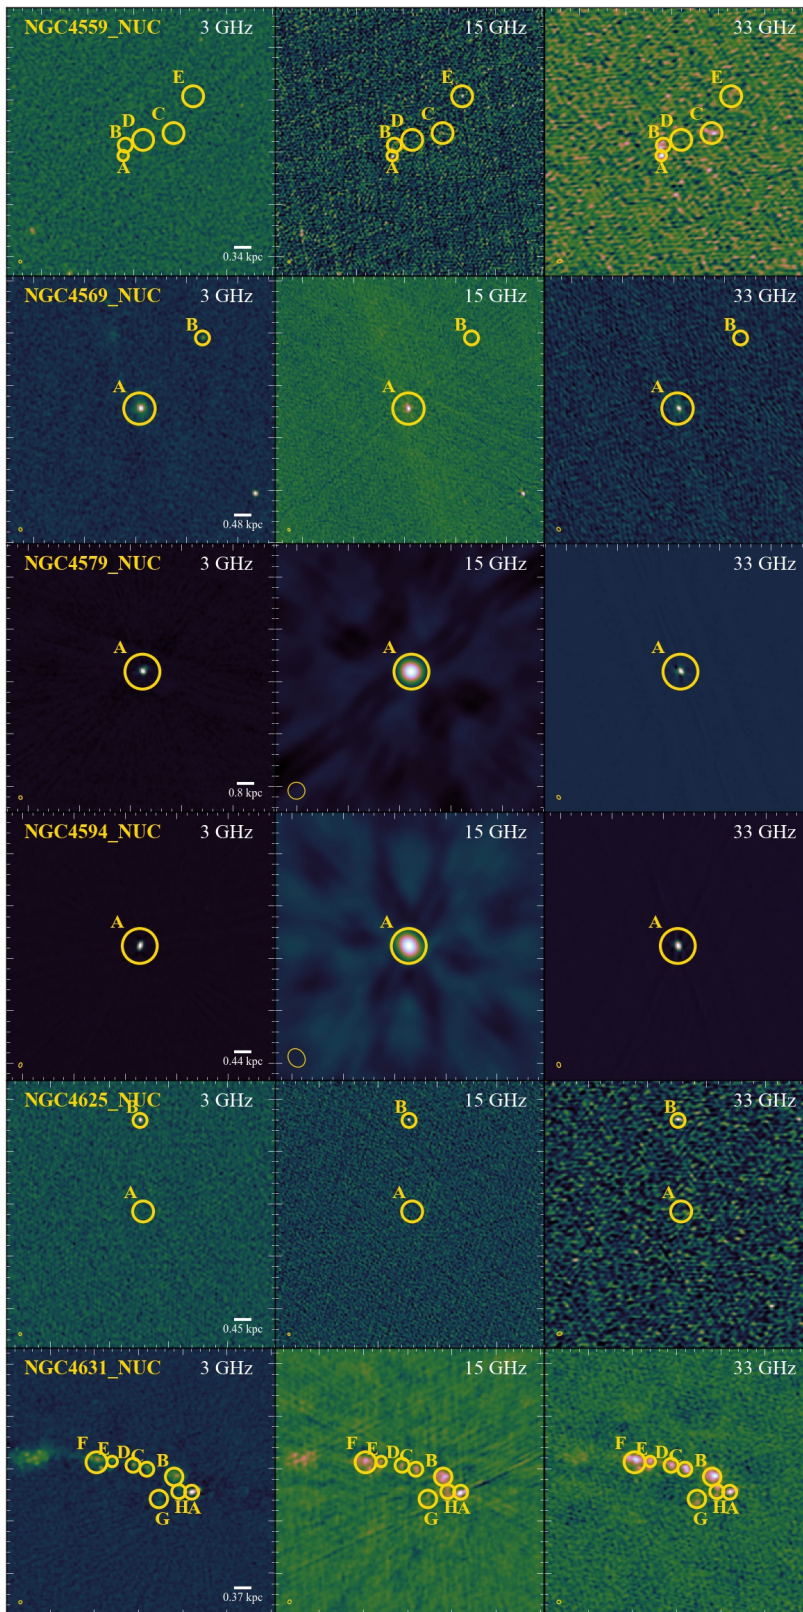 NGC4559_NUC 3 GHz 15 GHz 33 GHz
E E E
D C D C D C
B B B
A A A
0.34 kpc
NGC4569_NUC 3 GHz 15 GHz 33 GHz
B B B
A A A
0.48 kpc
NGC4579_NUC 3 GHz 15 GHz 33 GHz
A A A
0.8 kpc
NGC4594_NUC 3 GHz 15 GHz 33 GHz
A A A
0.44 kpc
NGC4625_NUC 3 GHz 15 GHz 33 GHz
B B B
A A A
0.45 kpc
NGC4631_NUC 3 GHz 15 GHz 33 GHz
F E D C B F E D C B F E D C B
H A H A H A
G G G
0.37 kpc